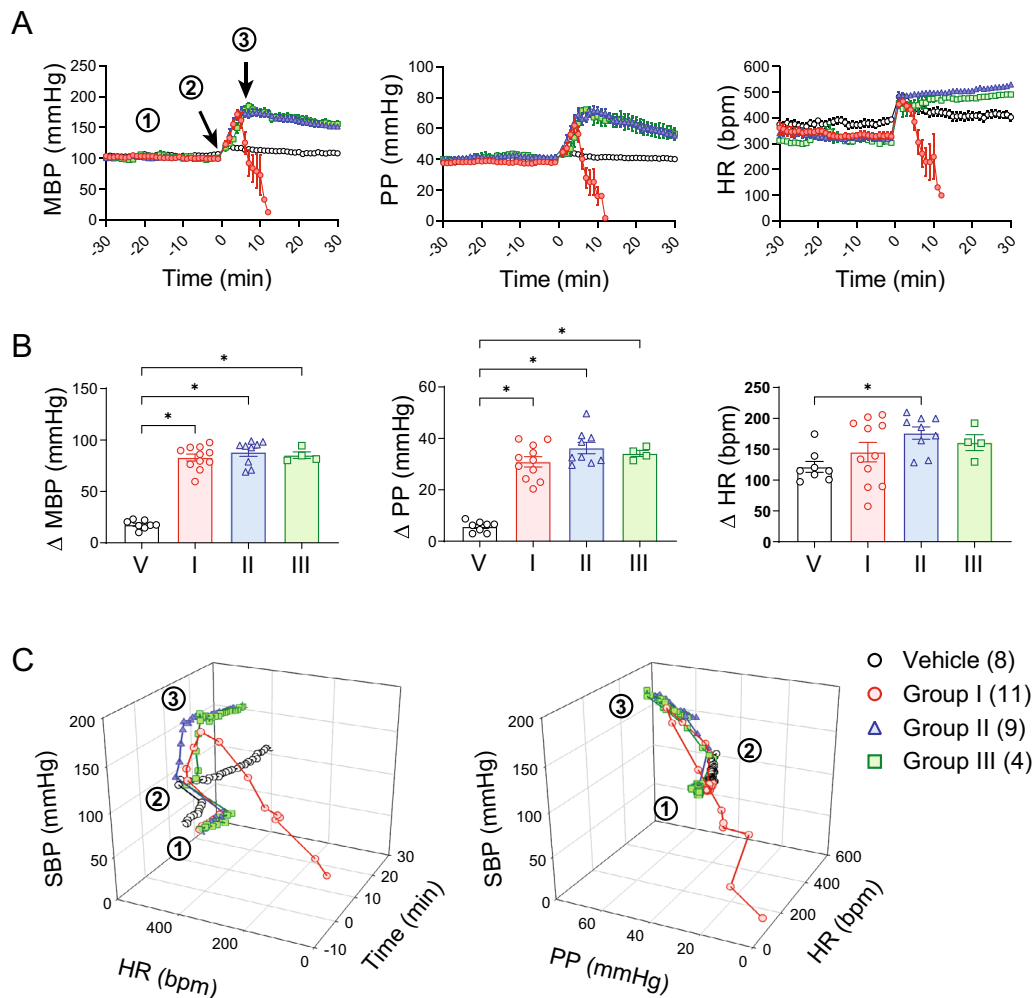 A
① ② ③
MBP (mmHg)
250
200
150
100
50
0
-30 -20 -10 0 10 20 30
Time (min)
PP (mmHg)
100
80
60
40
20
0
-30 -20 -10 0 10 20 30
Time (min)
HR (bpm)
600
500
400
300
200
100
0
-30 -20 -10 0 10 20 30
Time (min)
B
Δ MBP (mmHg)
150
100
50
0
* * *
V I II III
Δ PP (mmHg)
60
40
20
0
* * *
V I II III
Δ HR (bpm)
250
200
150
100
50
0
*
V I II III
C
SBP (mmHg)
200
150
100
50
0
③
②
①
400 200 0
HR (bpm)
-10 0 10 20 30
Time (min)
SBP (mmHg)
200
150
100
50
0
③
②
①
60 40 20 0
PP (mmHg)
0 200 400 600
HR (bpm)
Vehicle (8)
Group I (11)
Group II (9)
Group III (4)